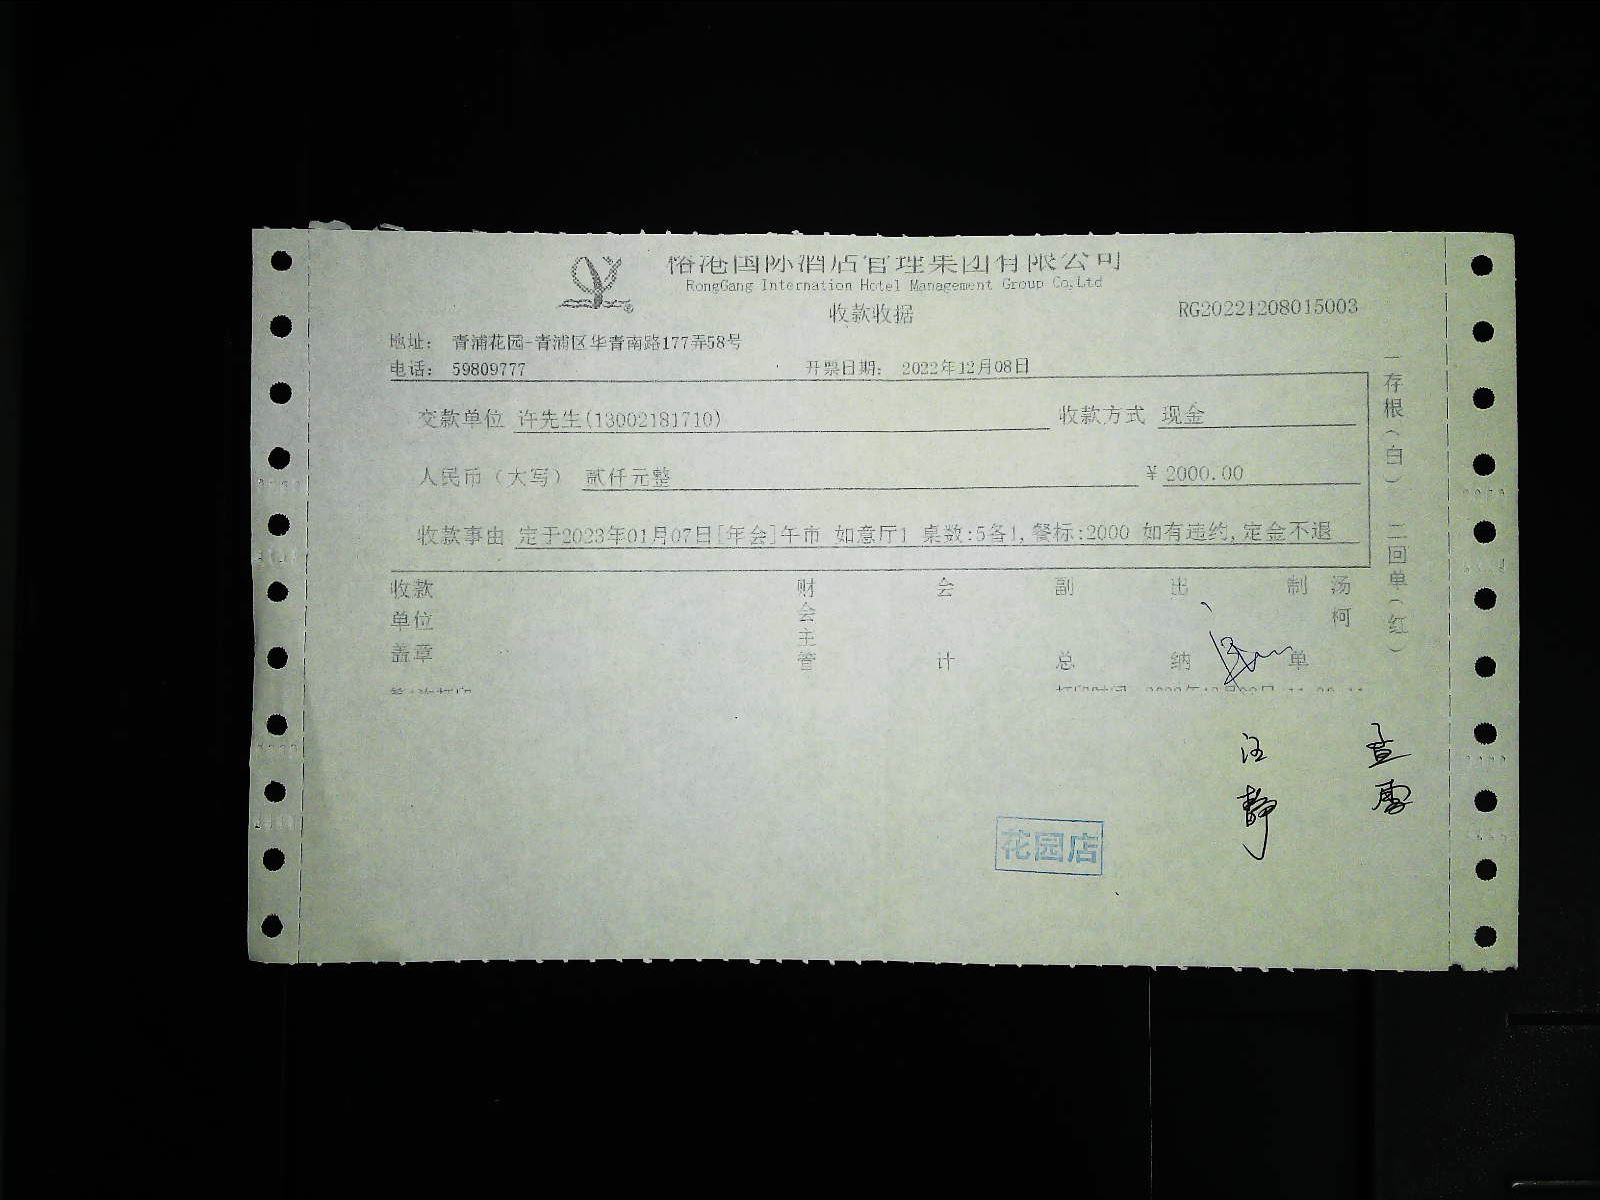 榕港国际酒店管理集团有限公司
RongGang Internation Hotel Management Group Co,Ltd
收款收据
RG20221208015003
地址： 青浦花园-青浦区华青南路177弄58号
电话： 59809777 开票日期： 2022年12月08日
交款单位 许先生(13002181710) 收款方式 现金
人民币（大写） 贰仟元整 ￥2000.00
收款事由 定于2023年01月07日[年会]午市 如意厅1 桌数:5备1,餐标:2000 如有违约,定金不退
收款单位盖章 财会主管 会计 副总 出纳 制单 汤柯
一存根（白） 二回单（红）
汪静
花园店